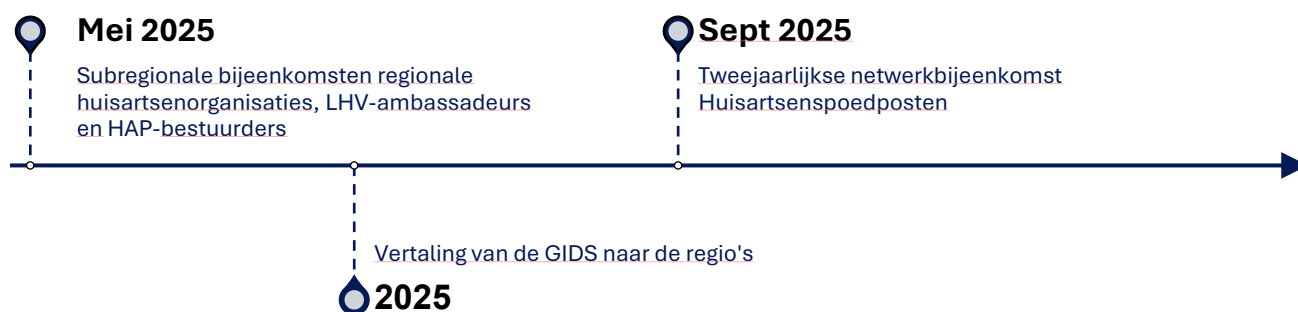 Mei 2025
Subregionale bijeenkomsten regionale
huisartsenorganisaties, LHV-ambassadeurs
en HAP-bestuurders
Sept 2025
Tweejaarlijkse netwerkbijeenkomst
Huisartsenspoedposten
Vertaling van de GIDS naar de regio's
2025